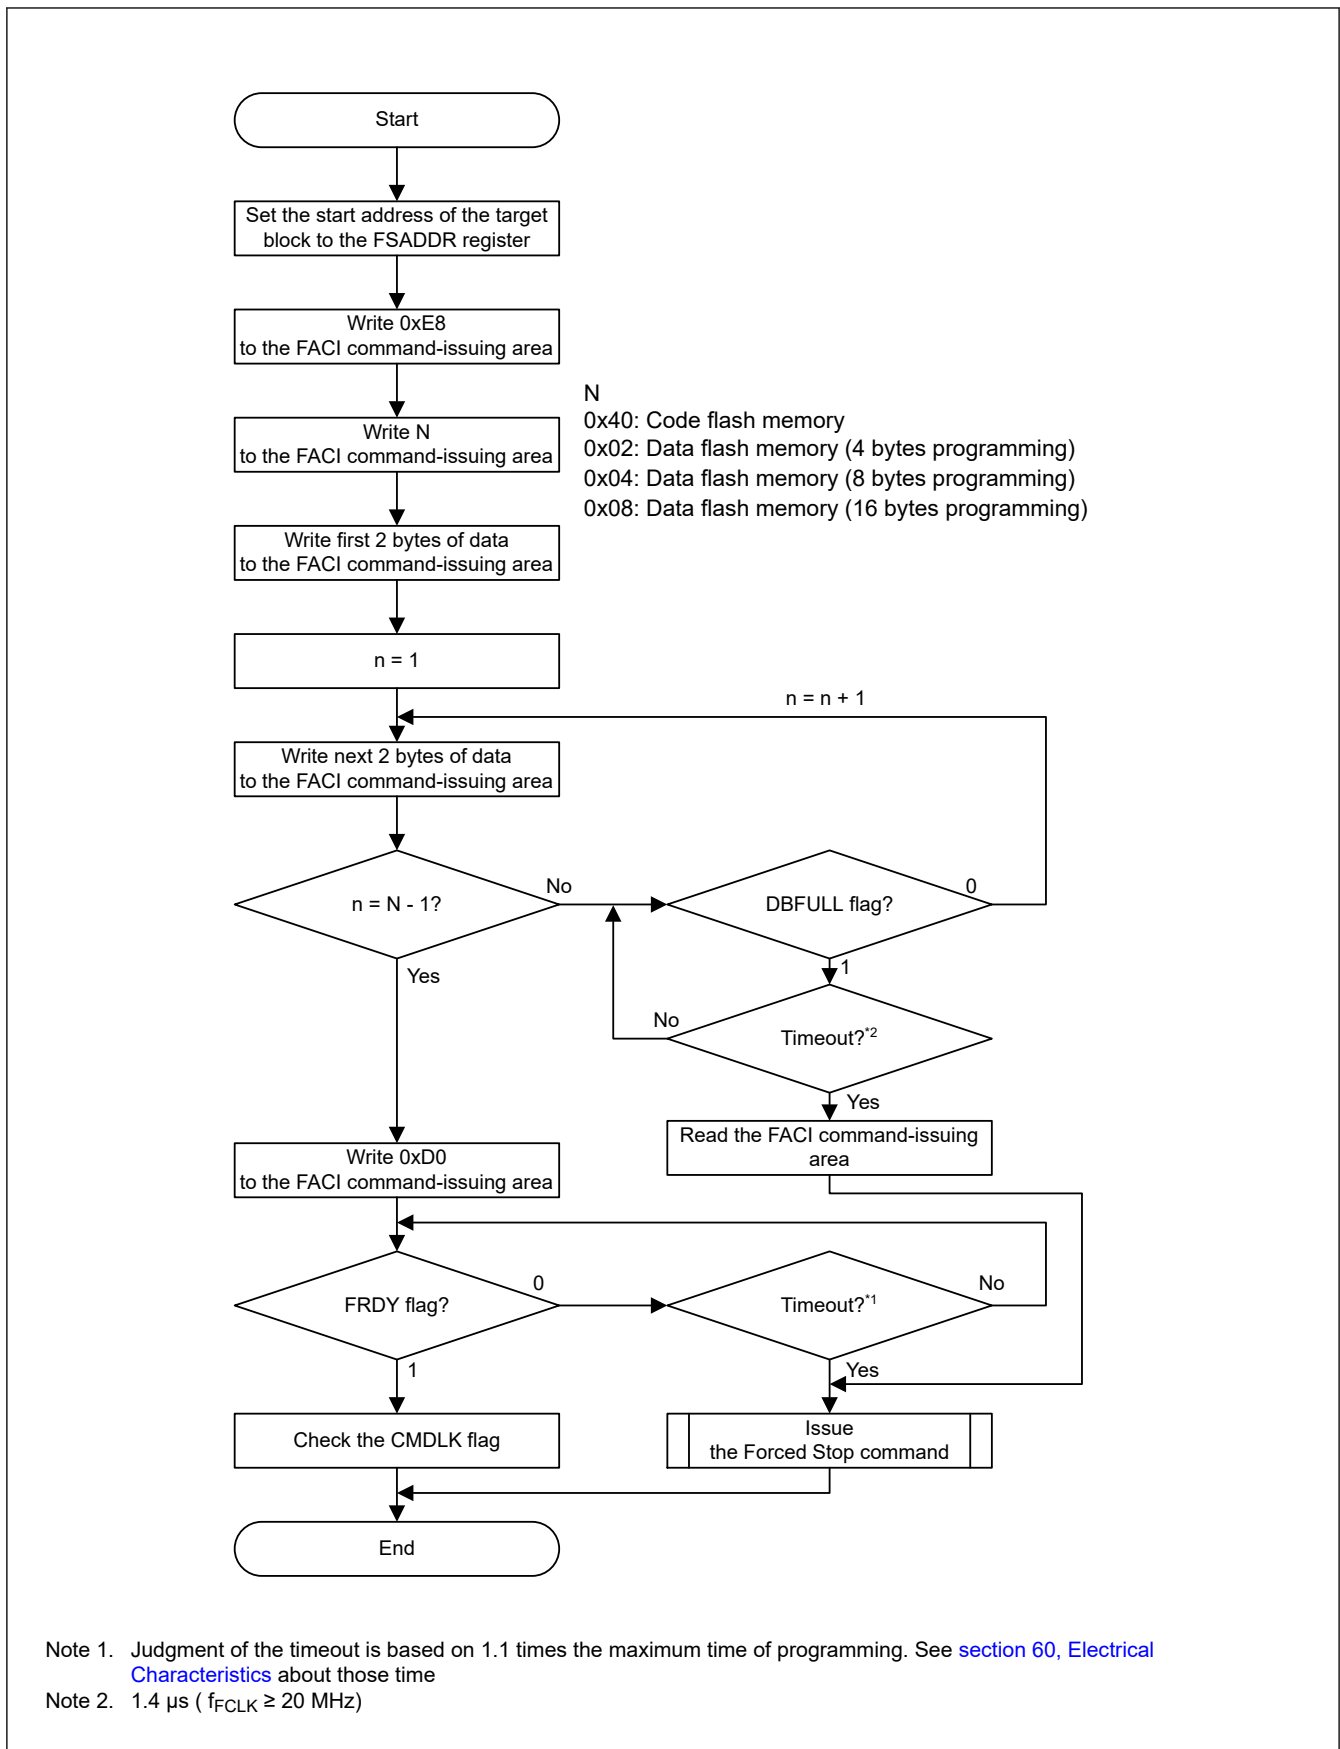 Start
Set the start address of the target
block to the FSADDR register
Write 0xE8
to the FACI command-issuing area
N
0x40: Code flash memory
0x02: Data flash memory (4 bytes programming)
0x04: Data flash memory (8 bytes programming)
0x08: Data flash memory (16 bytes programming)
Write N
to the FACI command-issuing area
Write first 2 bytes of data
to the FACI command-issuing area
n = 1
n = n + 1
Write next 2 bytes of data
to the FACI command-issuing area
n = N - 1?
No
DBFULL flag?
0
Yes
1
No
Timeout?*2
Yes
Read the FACI command-issuing
area
Write 0xD0
to the FACI command-issuing area
FRDY flag?
0
Timeout?*1
No
1
Yes
Check the CMDLK flag
Issue
the Forced Stop command
End
Note 1. Judgment of the timeout is based on 1.1 times the maximum time of programming. See section 60, Electrical
Characteristics about those time
Note 2. 1.4 μs ( fFCLK ≥ 20 MHz)